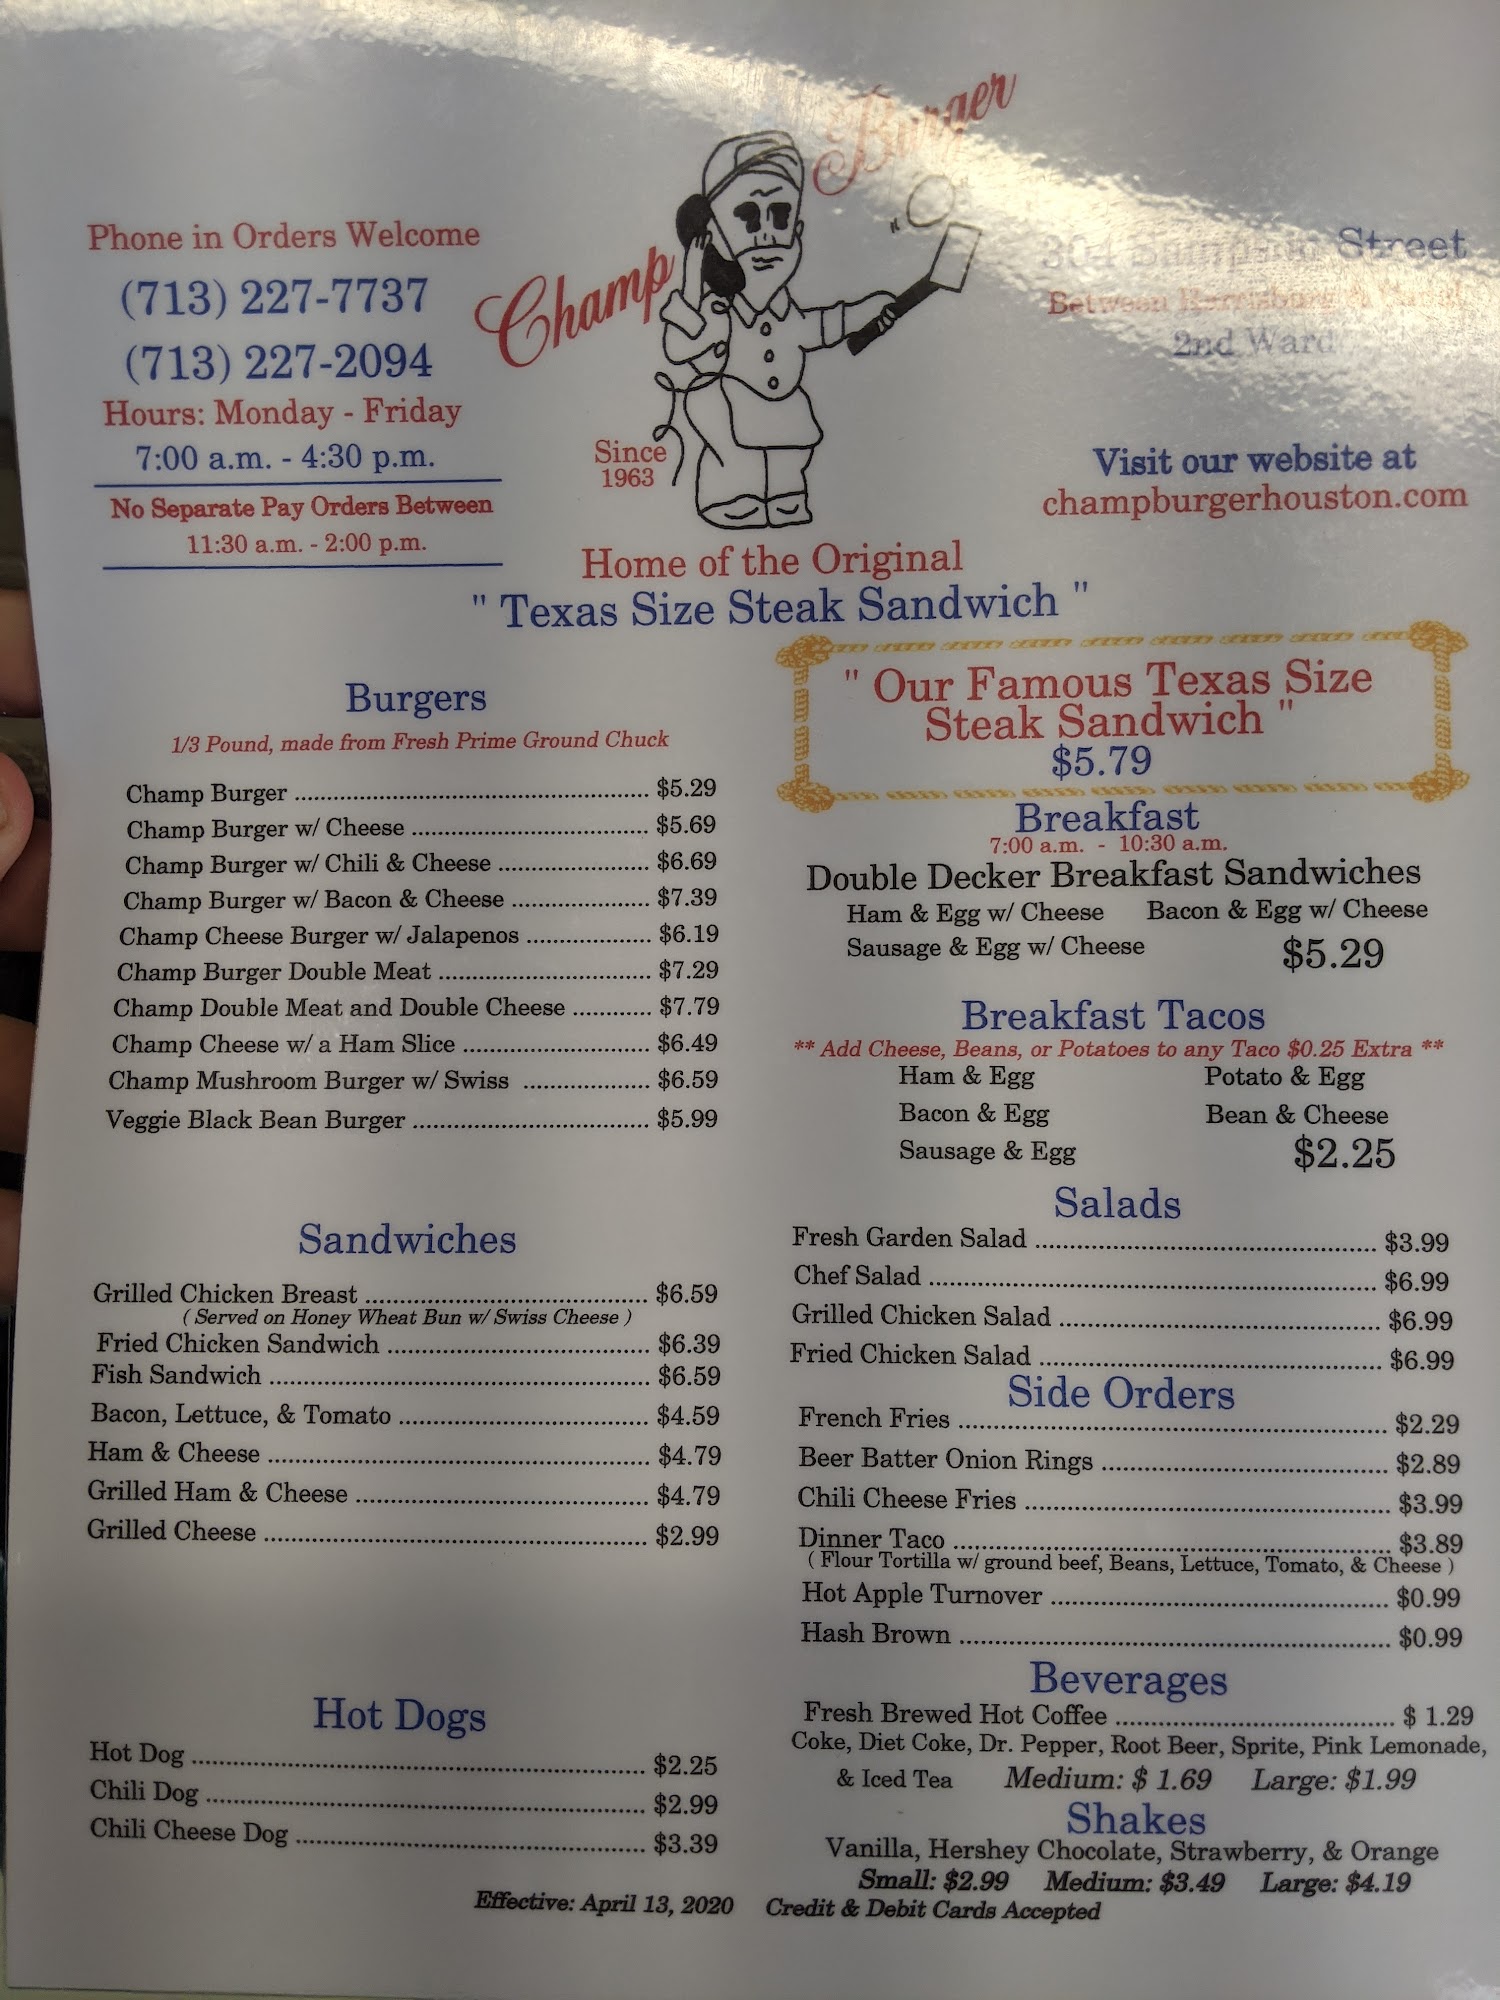 Champ Burger
Phone in Orders Welcome
(713) 227-7737
(713) 227-2094
Hours: Monday - Friday
7:00 a.m. - 4:30 p.m.
No Separate Pay Orders Between
11:30 a.m. - 2:00 p.m.
Since
1963
304 Street
Between
2nd Ward
Visit our website at
champburgerhouston.com
Home of the Original
" Texas Size Steak Sandwich "
Burgers
1/3 Pound, made from Fresh Prime Ground Chuck
Champ Burger $5.29
Champ Burger w/ Cheese $5.69
Champ Burger w/ Chili & Cheese $6.69
Champ Burger w/ Bacon & Cheese $7.39
Champ Cheese Burger w/ Jalapenos $6.19
Champ Burger Double Meat $7.29
Champ Double Meat and Double Cheese $7.79
Champ Cheese w/ a Ham Slice $6.49
Champ Mushroom Burger w/ Swiss $6.59
Veggie Black Bean Burger $5.99
Sandwiches
Grilled Chicken Breast $6.59
( Served on Honey Wheat Bun w/ Swiss Cheese )
Fried Chicken Sandwich $6.39
Fish Sandwich $6.59
Bacon, Lettuce, & Tomato $4.59
Ham & Cheese $4.79
Grilled Ham & Cheese $4.79
Grilled Cheese $2.99
Hot Dogs
Hot Dog $2.25
Chili Dog $2.99
Chili Cheese Dog $3.39
" Our Famous Texas Size
Steak Sandwich "
$5.79
Breakfast
7:00 a.m. - 10:30 a.m.
Double Decker Breakfast Sandwiches
Ham & Egg w/ Cheese Bacon & Egg w/ Cheese
Sausage & Egg w/ Cheese $5.29
Breakfast Tacos
** Add Cheese, Beans, or Potatoes to any Taco $0.25 Extra **
Ham & Egg Potato & Egg
Bacon & Egg Bean & Cheese
Sausage & Egg $2.25
Salads
Fresh Garden Salad $3.99
Chef Salad $6.99
Grilled Chicken Salad $6.99
Fried Chicken Salad $6.99
Side Orders
French Fries $2.29
Beer Batter Onion Rings $2.89
Chili Cheese Fries $3.99
Dinner Taco $3.89
( Flour Tortilla w/ ground beef, Beans, Lettuce, Tomato, & Cheese )
Hot Apple Turnover $0.99
Hash Brown $0.99
Beverages
Fresh Brewed Hot Coffee $ 1.29
Coke, Diet Coke, Dr. Pepper, Root Beer, Sprite, Pink Lemonade,
& Iced Tea Medium: $ 1.69 Large: $1.99
Shakes
Vanilla, Hershey Chocolate, Strawberry, & Orange
Small: $2.99 Medium: $3.49 Large: $4.19
Effective: April 13, 2020 Credit & Debit Cards Accepted